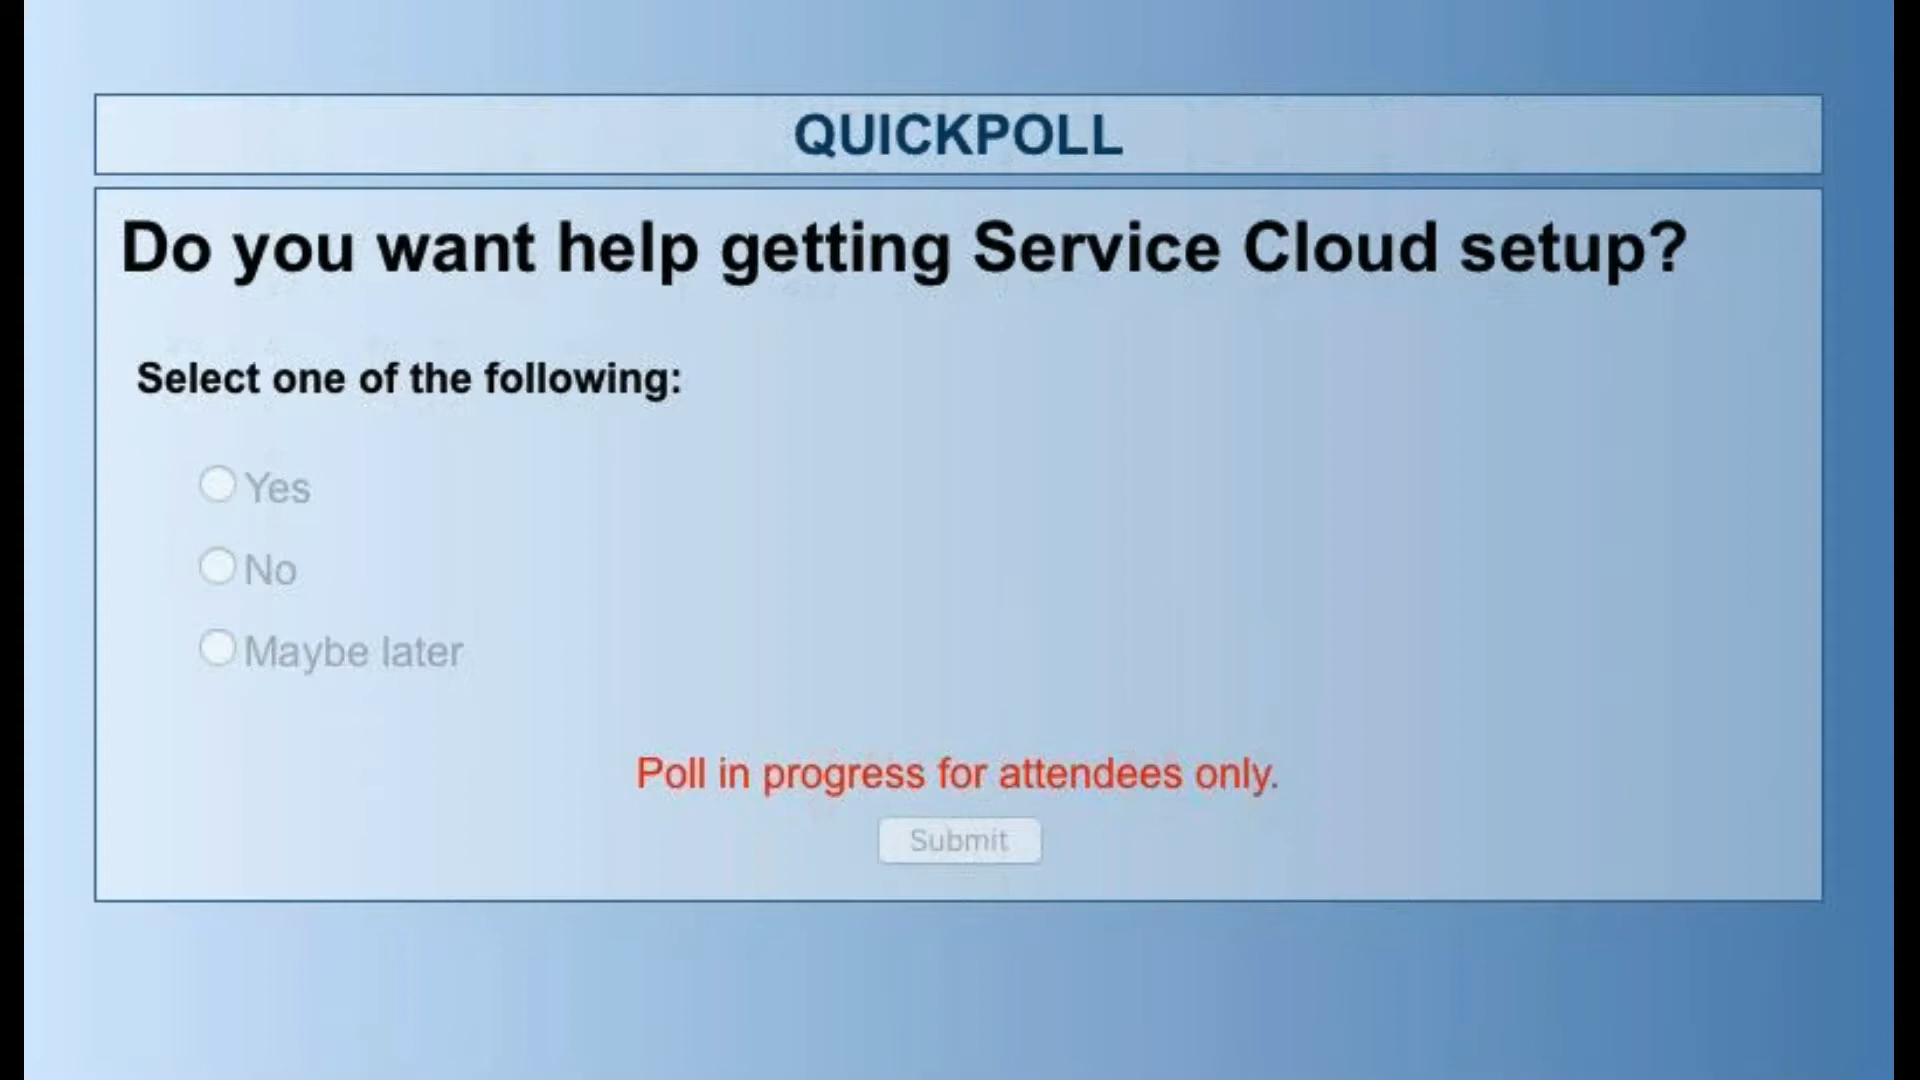 QUICKPOLL
Do you want help getting Service Cloud setup?
Select one of the following:
Yes
No
Maybe later
Poll in progress for attendees only.
Submit